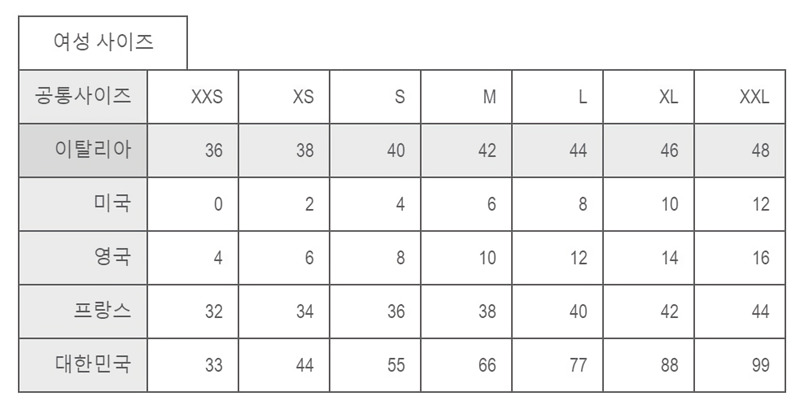 여성 사이즈
공통사이즈 XXS XS S M L XL XXL
이탈리아 36 38 40 42 44 46 48
미국 0 2 4 6 8 10 12
영국 4 6 8 10 12 14 16
프랑스 32 34 36 38 40 42 44
대한민국 33 44 55 66 77 88 99